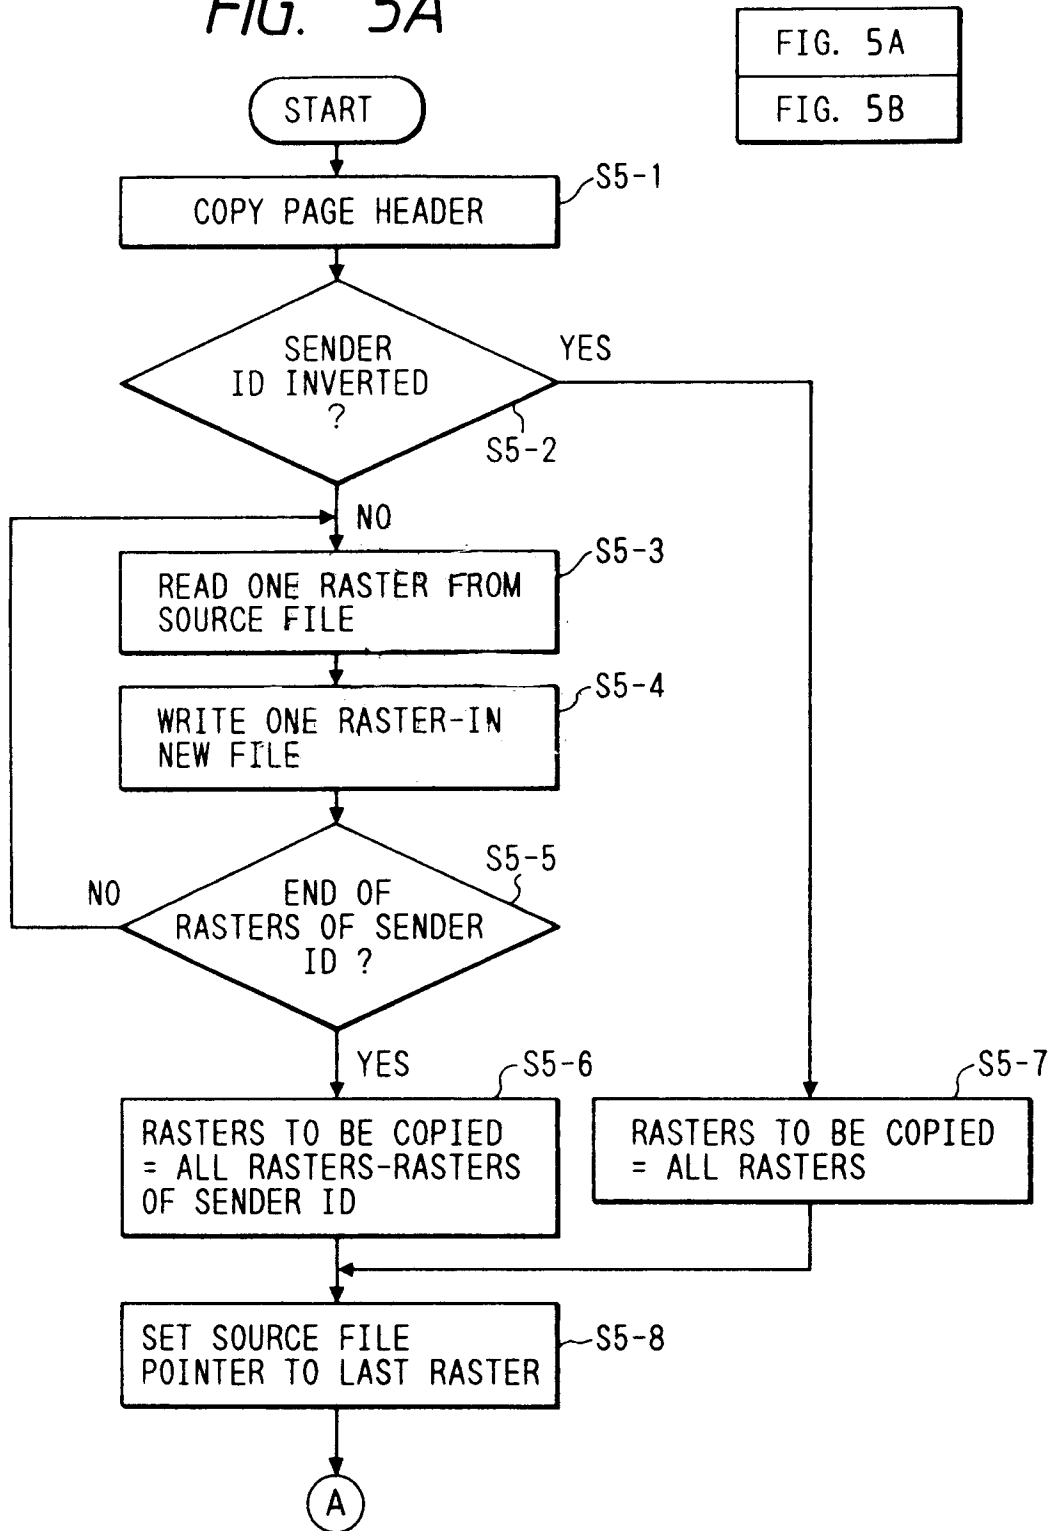 FIG. 5A
FIG. 5A
FIG. 5B
START
S5-1
COPY PAGE HEADER
SENDER
ID INVERTED
?
YES
S5-2
NO
S5-3
READ ONE RASTER FROM
SOURCE FILE
S5-4
WRITE ONE RASTER-IN
NEW FILE
S5-5
NO
END OF
RASTERS OF SENDER
ID ?
YES
S5-6
S5-7
RASTERS TO BE COPIED
= ALL RASTERS-RASTERS
OF SENDER ID
RASTERS TO BE COPIED
= ALL RASTERS
SET SOURCE FILE
POINTER TO LAST RASTER
S5-8
A